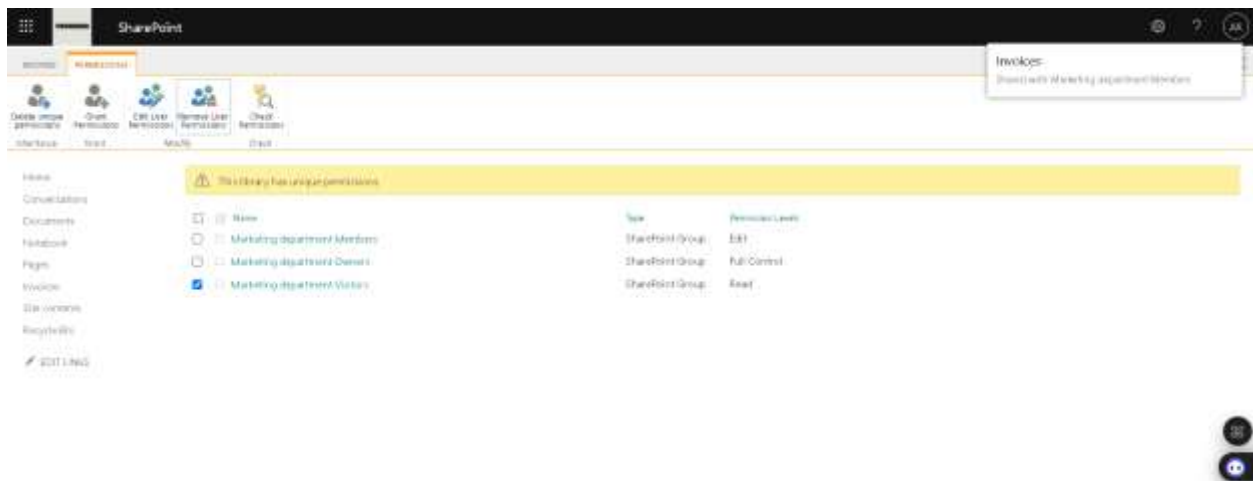 SharePoint
?
BROWSE PERMISSIONS
Invoices
Shared with Marketing department Members
Delete unique permissions
Grant Permissions
Edit User Permissions
Remove User Permissions
Check Permissions
Inheritance Grant Modify Check
This library has unique permissions.
Home
Conversations
Documents
Notebook
Pages
Invoices
Site contents
Recycle Bin
EDIT LINKS
Name Type Permission Levels
Marketing department Members SharePoint Group Edit
Marketing department Owners SharePoint Group Full Control
Marketing department Visitors SharePoint Group Read